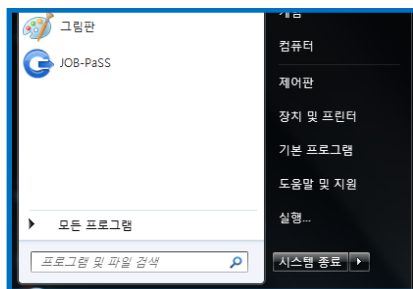 그림판
JOB-PaSS
모든 프로그램
프로그램 및 파일 검색
컴퓨터
제어판
장치 및 프린터
기본 프로그램
도움말 및 지원
실행...
시스템 종료